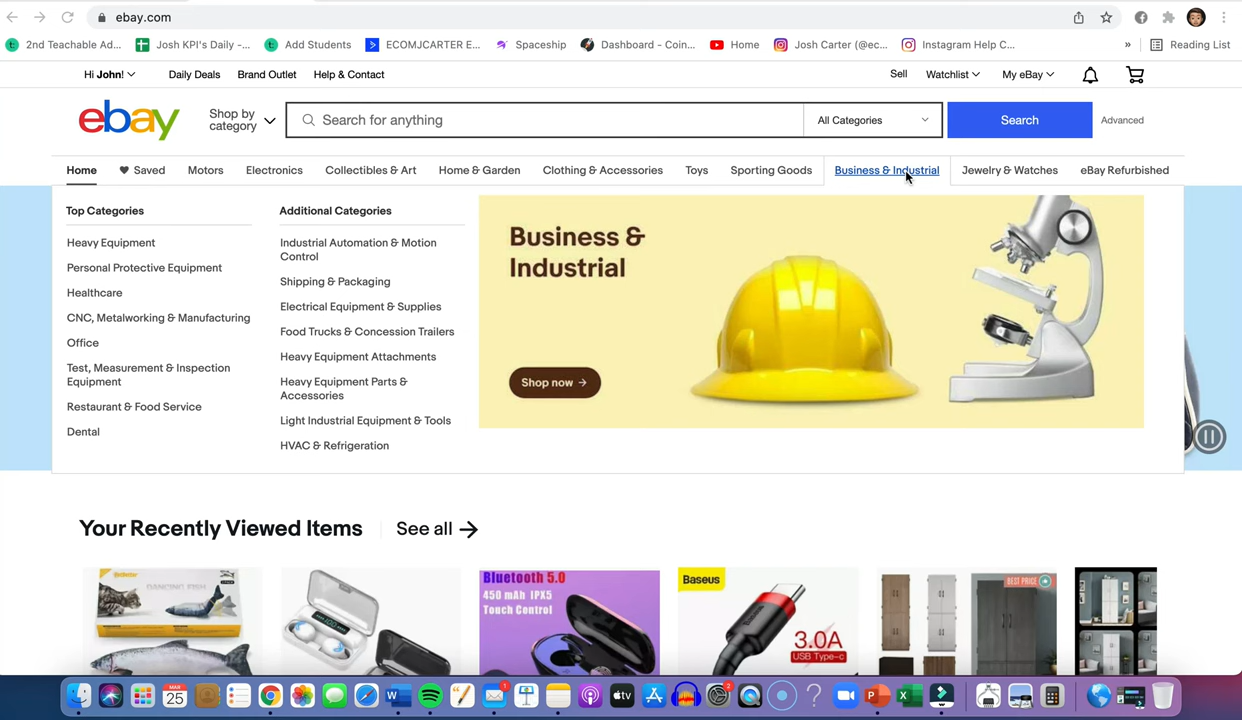 ebay.com
2nd Teachable Ad...
Josh KPI's Daily -...
Add Students
ECOMJCARTER E...
Spaceship
Dashboard - Coin...
Home
Josh Carter (@ec...
Instagram Help C...
»
Reading List
Hi John!
Daily Deals
Brand Outlet
Help & Contact
Sell
Watchlist
My eBay
ebay
Shop by
category
Search for anything
All Categories
Search
Advanced
Home
Saved
Motors
Electronics
Collectibles & Art
Home & Garden
Clothing & Accessories
Toys
Sporting Goods
Business & Industrial
Jewelry & Watches
eBay Refurbished
Top Categories
Heavy Equipment
Personal Protective Equipment
Healthcare
CNC, Metalworking & Manufacturing
Office
Test, Measurement & Inspection
Equipment
Restaurant & Food Service
Dental
Additional Categories
Industrial Automation & Motion
Control
Shipping & Packaging
Electrical Equipment & Supplies
Food Trucks & Concession Trailers
Heavy Equipment Attachments
Heavy Equipment Parts &
Accessories
Light Industrial Equipment & Tools
HVAC & Refrigeration
Business &
Industrial
Shop now →
Your Recently Viewed Items
See all →
DANCING FISH
Bluetooth 5.0
450 mAh IPX5
Touch Control
Baseus
3.0A
USB Type-c
BEST PRICE
MAR
25
tv